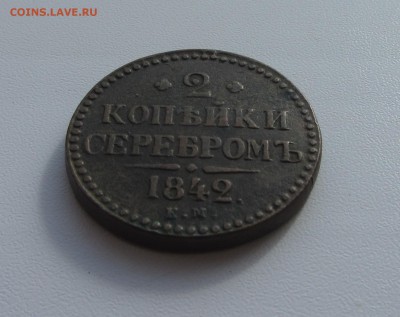 COINS.LAVE.RU
2
КОПѢЙКИ
СЕРЕБРОМЪ
1842.
Е.М.